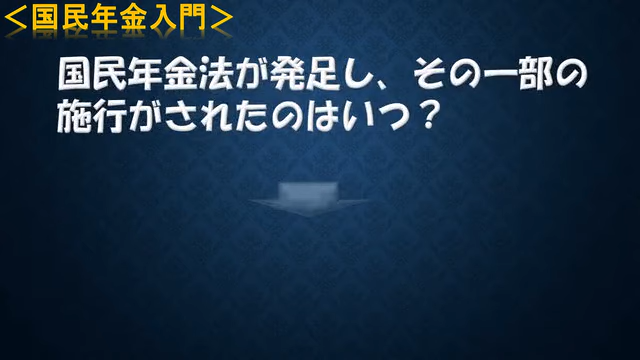 ＜国民年金入門＞
国民年金法が発足し、その一部の
施行がされたのはいつ？